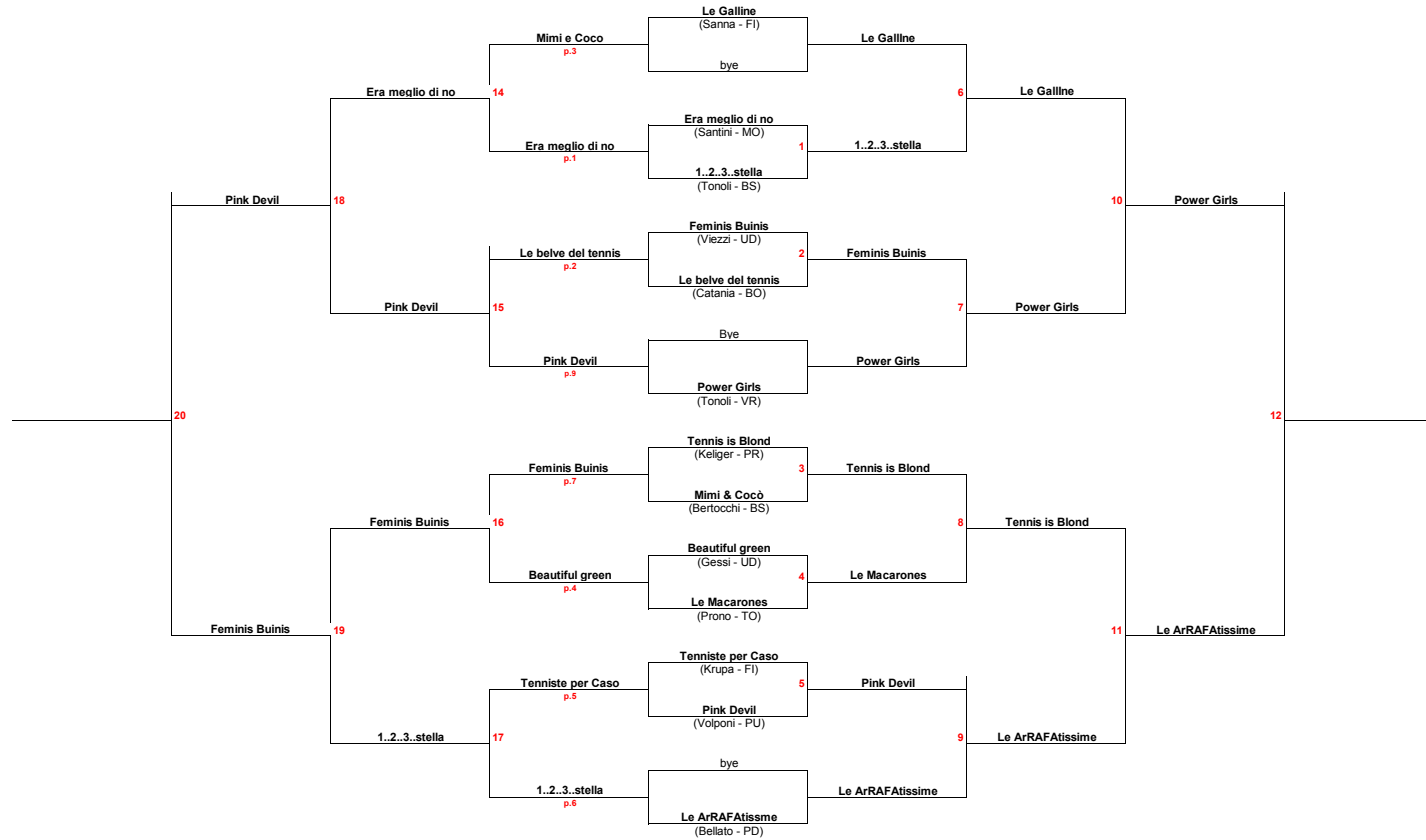 Le Galline
(Sanna - FI)
Mimi e Coco
Le GallIne
p.3
bye
Era meglio di no
14
6
Le GallIne
Era meglio di no
(Santini - MO)
Era meglio di no
1
1..2..3..stella
p.1
1..2..3..stella
(Tonoli - BS)
Pink Devil
18
10
Power Girls
Feminis Buinis
(Viezzi - UD)
Le belve del tennis
2
Feminis Buinis
p.2
Le belve del tennis
(Catania - BO)
Pink Devil
15
7
Power Girls
Bye
Pink Devil
Power Girls
p.9
Power Girls
(Tonoli - VR)
20
12
Tennis is Blond
(Keliger - PR)
Feminis Buinis
3
Tennis is Blond
p.7
Mimi & Cocò
(Bertocchi - BS)
Feminis Buinis
16
8
Tennis is Blond
Beautiful green
(Gessi - UD)
Beautiful green
4
Le Macarones
p.4
Le Macarones
(Prono - TO)
Feminis Buinis
19
11
Le ArRAFAtissime
Tenniste per Caso
(Krupa - FI)
Tenniste per Caso
5
Pink Devil
p.5
Pink Devil
(Volponi - PU)
1..2..3..stella
17
9
Le ArRAFAtissime
bye
1..2..3..stella
Le ArRAFAtissime
p.6
Le ArRAFAtissme
(Bellato - PD)